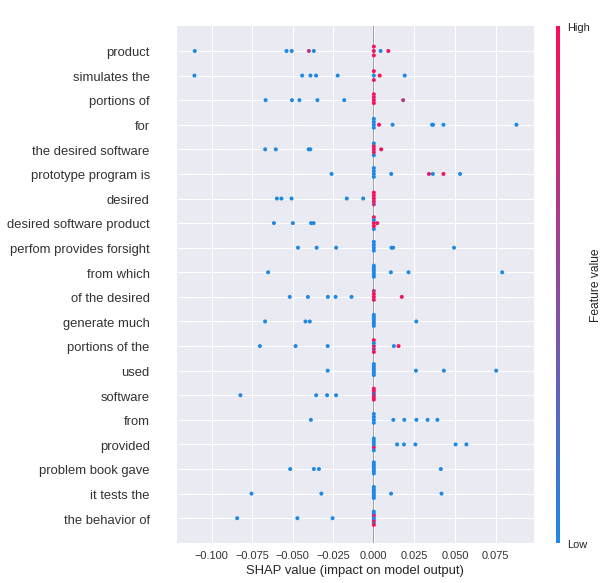 High
product
simulates the
portions of
for
the desired software
prototype program is
desired
desired software product
perfom provides forsight
from which
of the desired
generate much
portions of the
used
software
from
provided
problem book gave
it tests the
the behavior of
Feature value
Low
−0.100 −0.075 −0.050 −0.025 0.000 0.025 0.050 0.075
SHAP value (impact on model output)